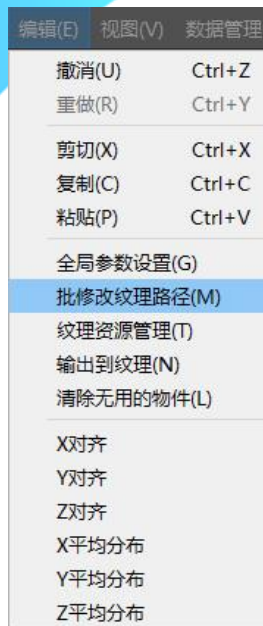 编辑(E) 视图(V) 数据管理
撤消(U) Ctrl+Z
重做(R) Ctrl+Y
剪切(X) Ctrl+X
复制(C) Ctrl+C
粘贴(P) Ctrl+V
全局参数设置(G)
批修改纹理路径(M)
纹理资源管理(T)
输出到纹理(N)
清除无用的物件(L)
X对齐
Y对齐
Z对齐
X平均分布
Y平均分布
Z平均分布